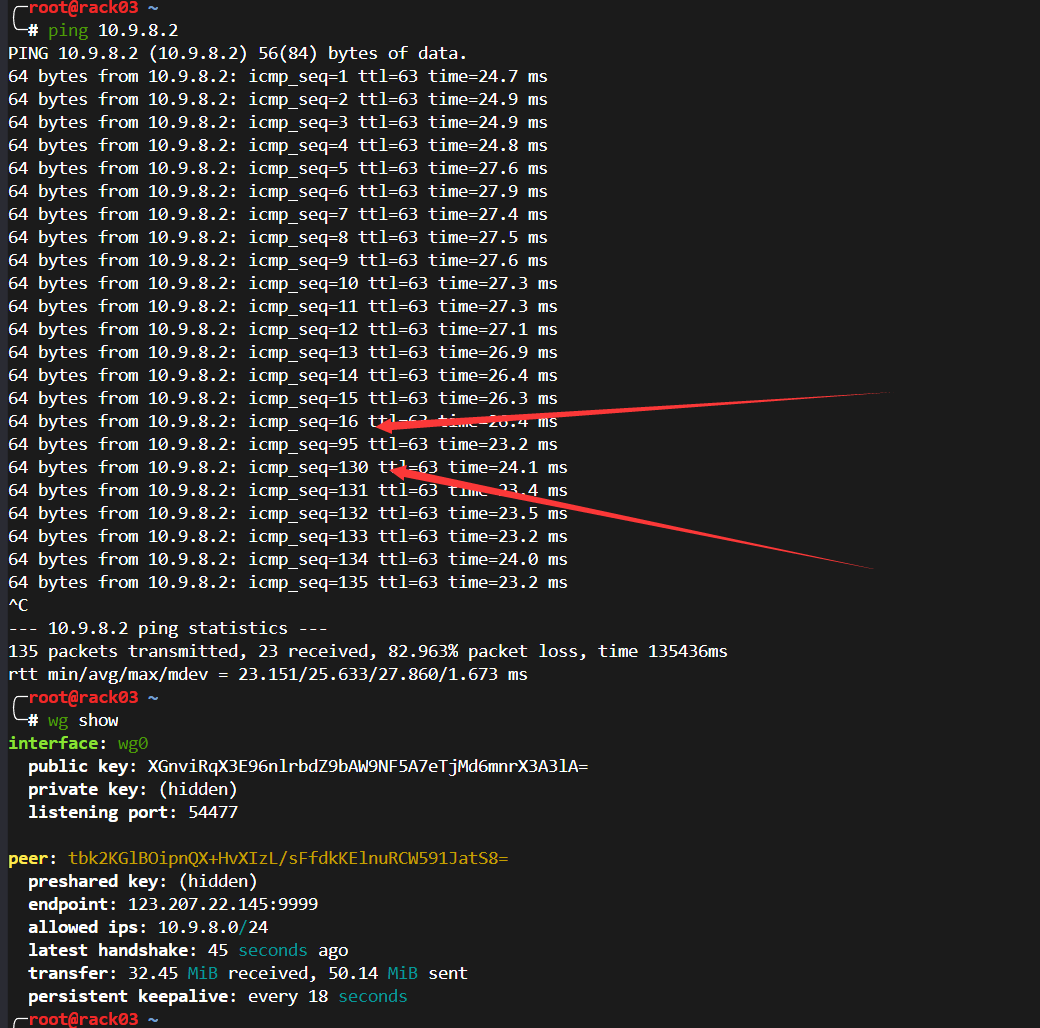 root@rack03 ~
# ping 10.9.8.2
PING 10.9.8.2 (10.9.8.2) 56(84) bytes of data.
64 bytes from 10.9.8.2: icmp_seq=1 ttl=63 time=24.7 ms
64 bytes from 10.9.8.2: icmp_seq=2 ttl=63 time=24.9 ms
64 bytes from 10.9.8.2: icmp_seq=3 ttl=63 time=24.9 ms
64 bytes from 10.9.8.2: icmp_seq=4 ttl=63 time=24.8 ms
64 bytes from 10.9.8.2: icmp_seq=5 ttl=63 time=27.6 ms
64 bytes from 10.9.8.2: icmp_seq=6 ttl=63 time=27.9 ms
64 bytes from 10.9.8.2: icmp_seq=7 ttl=63 time=27.4 ms
64 bytes from 10.9.8.2: icmp_seq=8 ttl=63 time=27.5 ms
64 bytes from 10.9.8.2: icmp_seq=9 ttl=63 time=27.6 ms
64 bytes from 10.9.8.2: icmp_seq=10 ttl=63 time=27.3 ms
64 bytes from 10.9.8.2: icmp_seq=11 ttl=63 time=27.3 ms
64 bytes from 10.9.8.2: icmp_seq=12 ttl=63 time=27.1 ms
64 bytes from 10.9.8.2: icmp_seq=13 ttl=63 time=26.9 ms
64 bytes from 10.9.8.2: icmp_seq=14 ttl=63 time=26.4 ms
64 bytes from 10.9.8.2: icmp_seq=15 ttl=63 time=26.3 ms
64 bytes from 10.9.8.2: icmp_seq=16 ttl=63 time=26.4 ms
64 bytes from 10.9.8.2: icmp_seq=95 ttl=63 time=23.2 ms
64 bytes from 10.9.8.2: icmp_seq=130 ttl=63 time=24.1 ms
64 bytes from 10.9.8.2: icmp_seq=131 ttl=63 time=23.4 ms
64 bytes from 10.9.8.2: icmp_seq=132 ttl=63 time=23.5 ms
64 bytes from 10.9.8.2: icmp_seq=133 ttl=63 time=23.2 ms
64 bytes from 10.9.8.2: icmp_seq=134 ttl=63 time=24.0 ms
64 bytes from 10.9.8.2: icmp_seq=135 ttl=63 time=23.2 ms
^C
--- 10.9.8.2 ping statistics ---
135 packets transmitted, 23 received, 82.963% packet loss, time 135436ms
rtt min/avg/max/mdev = 23.151/25.633/27.860/1.673 ms
root@rack03 ~
# wg show
interface: wg0
public key: XGnviRqX3E96nlrbdZ9bAW9NF5A7eTjMd6mnrX3A3lA=
private key: (hidden)
listening port: 54477
peer: tbk2KGlBOipnQX+HvXIzL/sFfdkKElnuRCW591JatS8=
preshared key: (hidden)
endpoint: 123.207.22.145:9999
allowed ips: 10.9.8.0/24
latest handshake: 45 seconds ago
transfer: 32.45 MiB received, 50.14 MiB sent
persistent keepalive: every 18 seconds
root@rack03 ~